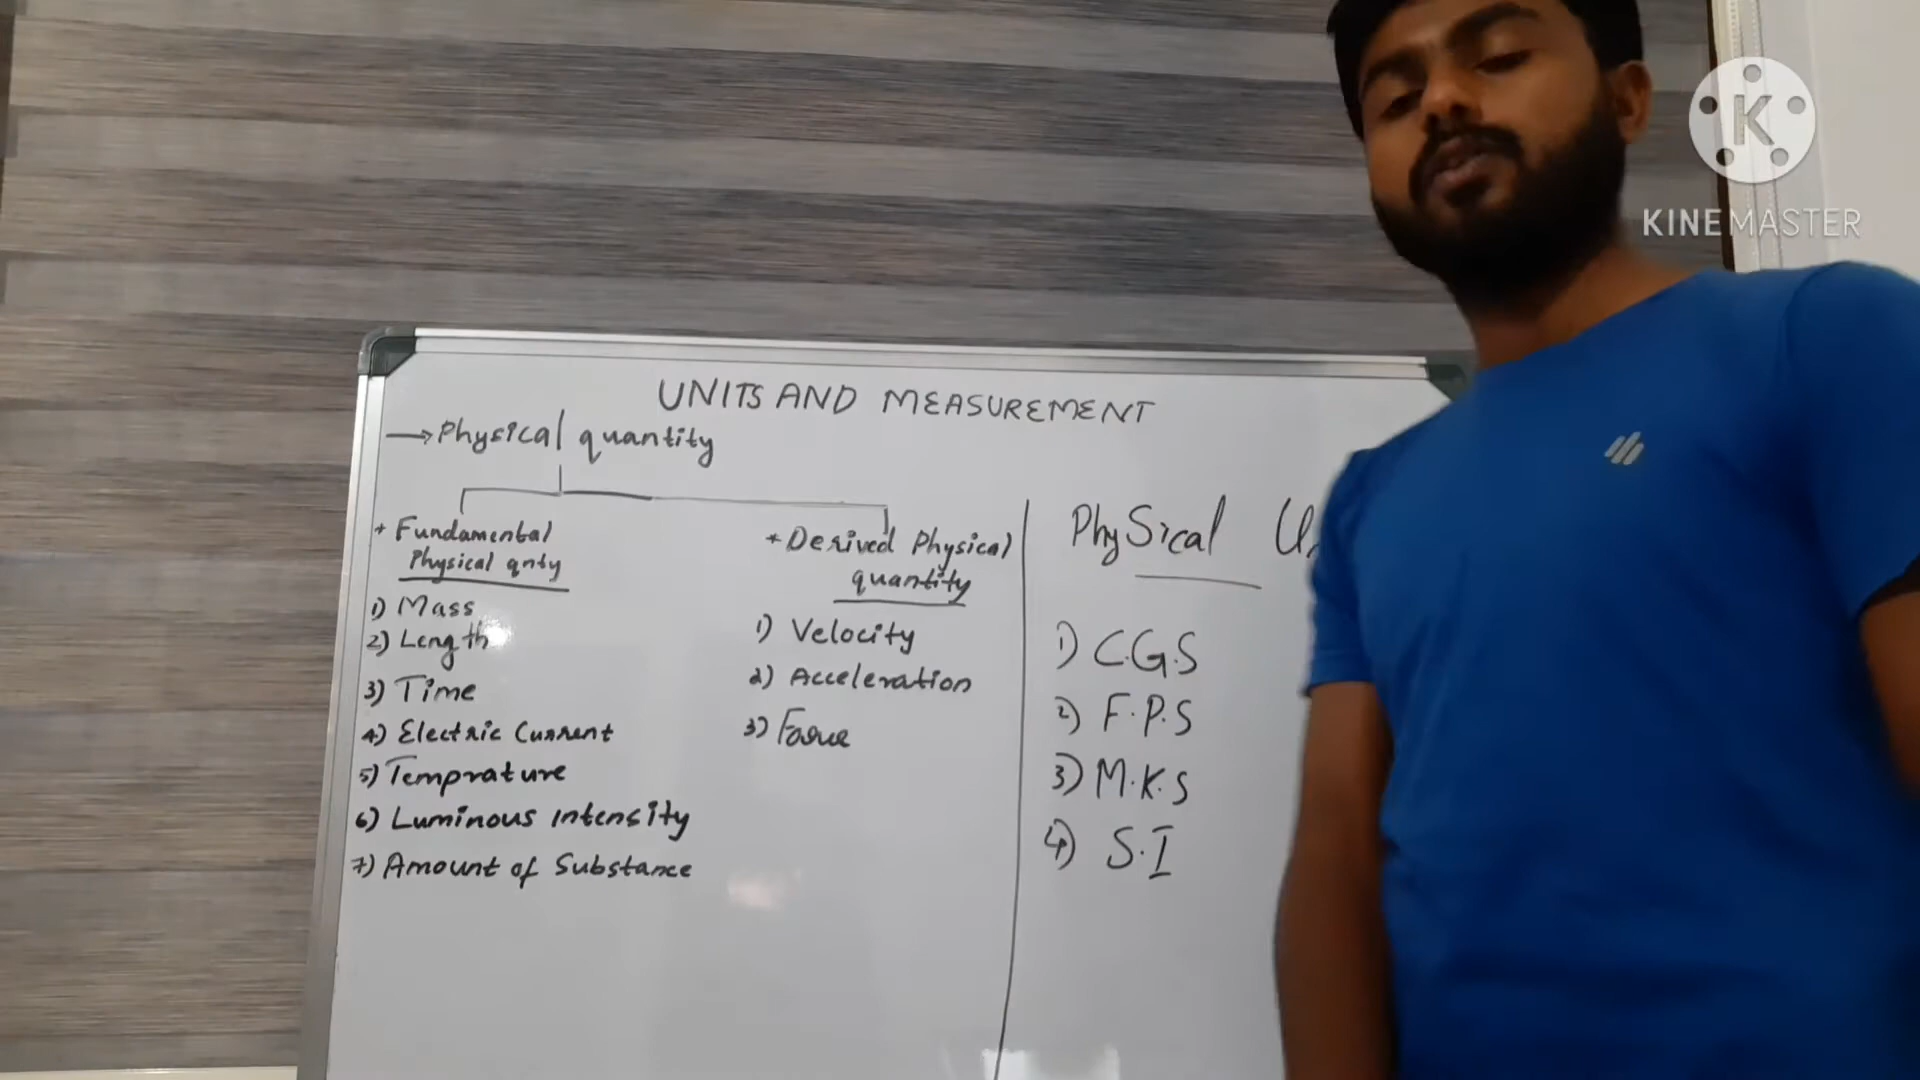 UNITS AND MEASUREMENT
→ Physical quantity
* Fundamental
Physical qnty
1) Mass
2) Length
3) Time
4) Electric Current
5) Temprature
6) Luminous intensity
7) Amount of Substance
* Derived Physical
quantity
1) Velocity
2) Acceleration
3) Force
Physical
1) C.G.S
2) F.P.S
3) M.K.S
4) S.I
K
KINEMASTER